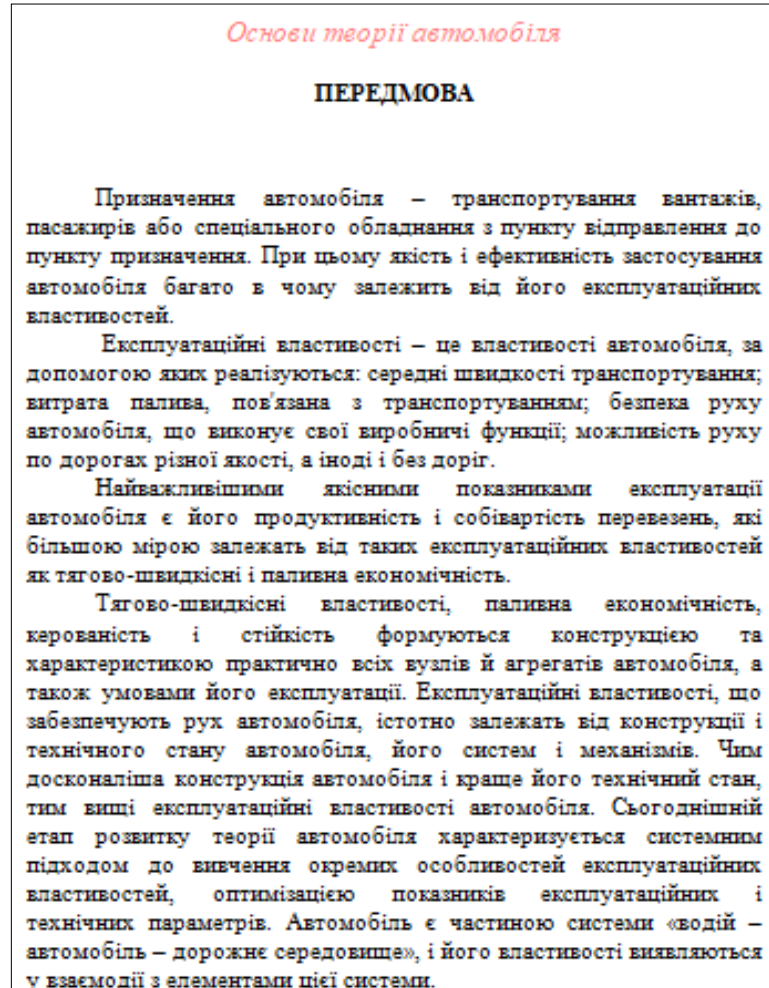 Основи теорії автомобіля
ПЕРЕДМОВА
Призначення автомобіля – транспортування вантажів,
пасажирів або спеціального обладнання з пункту відправлення до
пункту призначення. При цьому якість і ефективність застосування
автомобіля багато в чому залежить від його експлуатаційних
властивостей.
Експлуатаційні властивості – це властивості автомобіля, за
допомогою яких реалізуються: середні швидкості транспортування;
витрата палива, пов'язана з транспортуванням; безпека руху
автомобіля, що виконує свої виробничі функції; можливість руху
по дорогах різної якості, а іноді і без доріг.
Найважливішими якісними показниками експлуатації
автомобіля є його продуктивність і собівартість перевезень, які
більшою мірою залежать від таких експлуатаційних властивостей
як тягово-швидкісні і паливна економічність.
Тягово-швидкісні властивості, паливна економічність,
керованість і стійкість формуються конструкцією та
характеристикою практично всіх вузлів й агрегатів автомобіля, а
також умовами його експлуатації. Експлуатаційні властивості, що
забезпечують рух автомобіля, істотно залежать від конструкції і
технічного стану автомобіля, його систем і механізмів. Чим
досконаліша конструкція автомобіля і краще його технічний стан,
тим вищі експлуатаційні властивості автомобіля. Сьогоднішній
етап розвитку теорії автомобіля характеризується системним
підходом до вивчення окремих особливостей експлуатаційних
властивостей, оптимізацією показників експлуатаційних і
технічних параметрів. Автомобіль є частиною системи «водій –
автомобіль – дорожнє середовище», і його властивості виявляються
у взаємодії з елементами цієї системи.